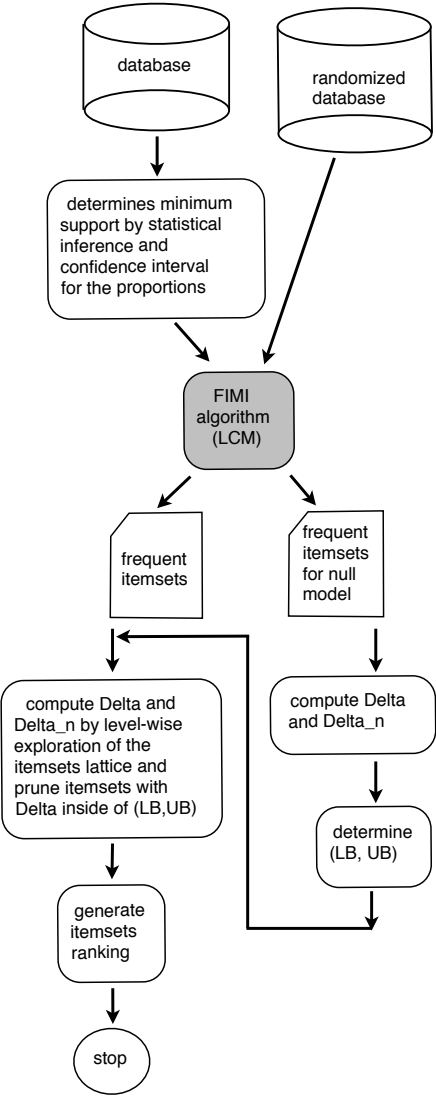 database
randomized
database
determines minimum
support by statistical
inference and
confidence interval
for the proportions
FIMI
algorithm
(LCM)
frequent
itemsets
frequent
itemsets
for null
model
compute Delta and
Delta_n by level-wise
exploration of the
itemsets lattice and
prune itemsets with
Delta inside of (LB,UB)
compute Delta
and Delta_n
determine
(LB, UB)
generate
itemsets
ranking
stop